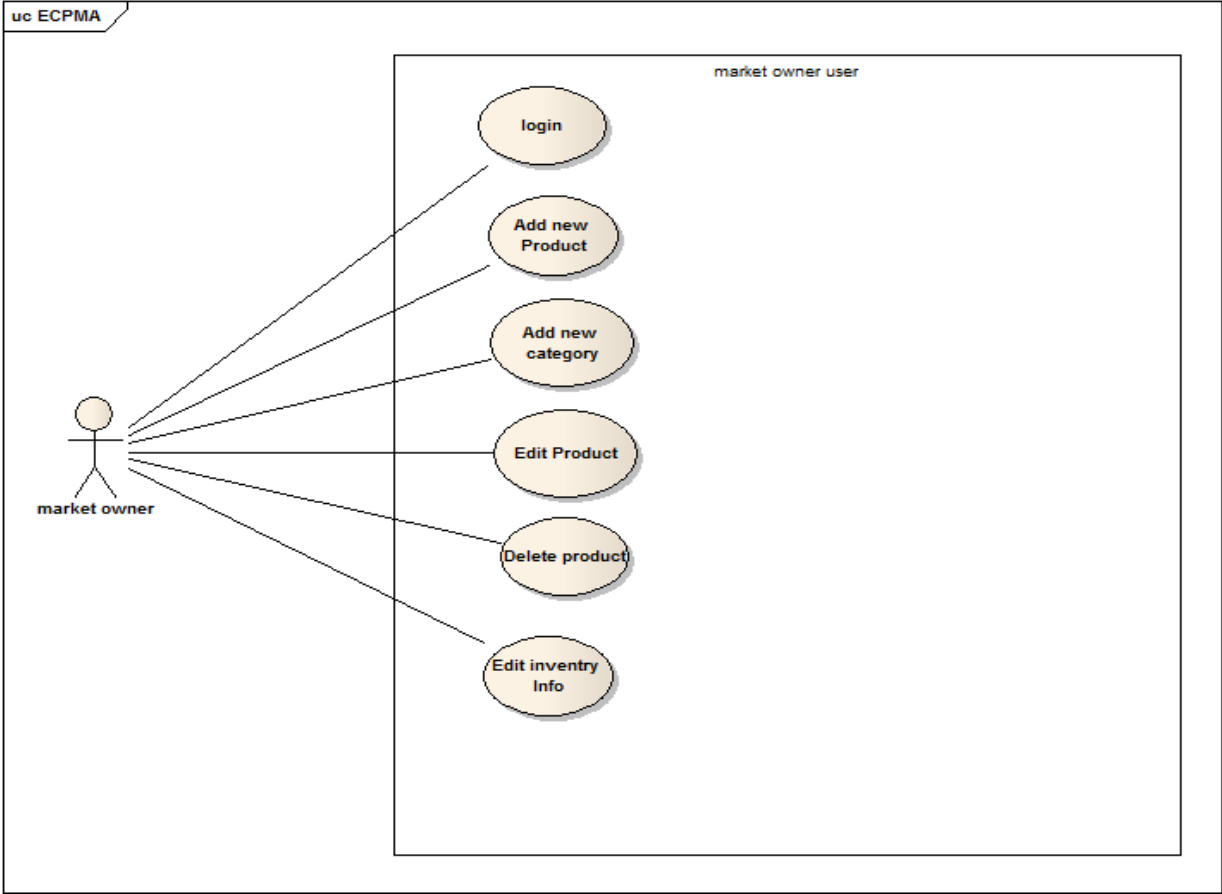 uc ECPMA
market owner user
login
Add new
Product
Add new
category
Edit Product
market owner
Delete product
Edit inventry
Info